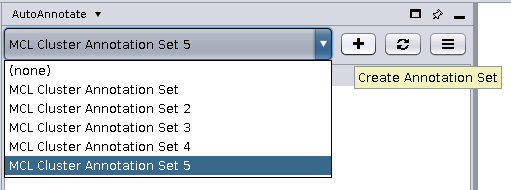 AutoAnnotate
MCL Cluster Annotation Set 5
(none)
MCL Cluster Annotation Set
MCL Cluster Annotation Set 2
MCL Cluster Annotation Set 3
MCL Cluster Annotation Set 4
MCL Cluster Annotation Set 5
Create Annotation Set